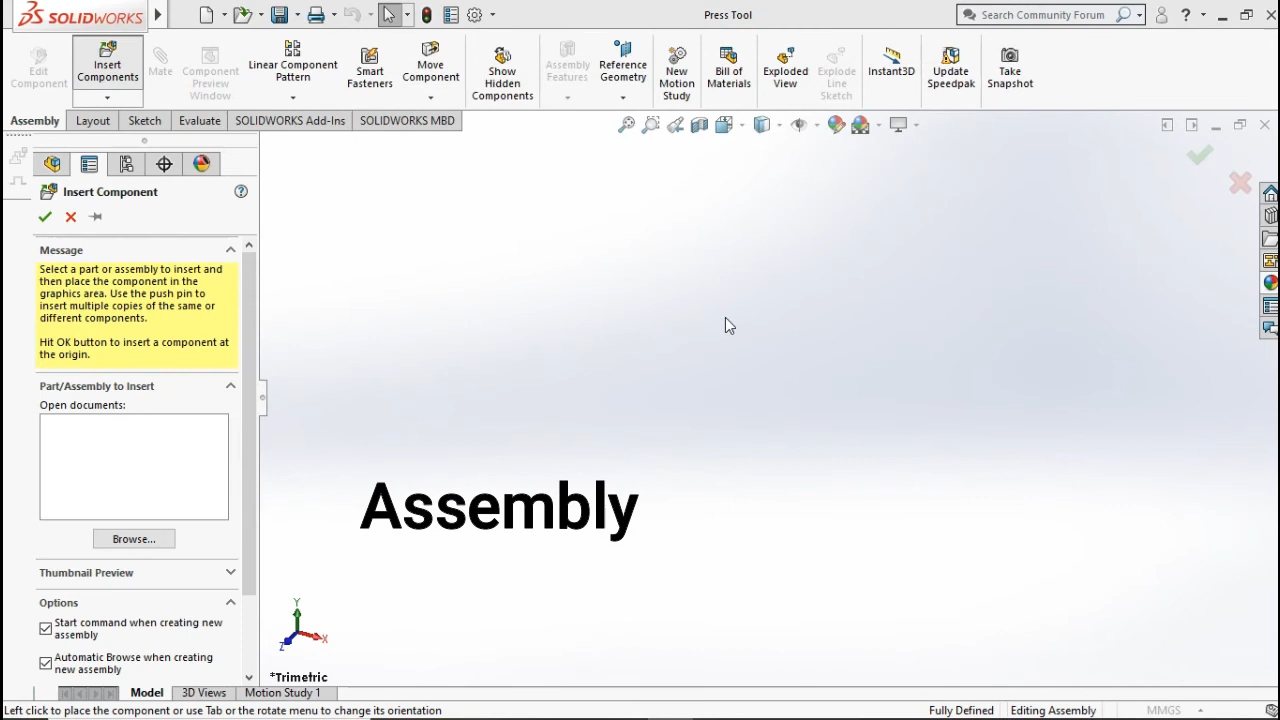 SOLIDWORKS
Press Tool
Search Community Forum
Edit
Component
Insert
Components
Mate
Component
Preview
Window
Linear Component
Pattern
Smart
Fasteners
Move
Component
Show
Hidden
Components
Assembly
Features
Reference
Geometry
New
Motion
Study
Bill of
Materials
Exploded
View
Explode
Line
Sketch
Instant3D
Update
Speedpak
Take
Snapshot
Assembly
Layout
Sketch
Evaluate
SOLIDWORKS Add-Ins
SOLIDWORKS MBD
Insert Component
Message
Select a part or assembly to insert and
then place the component in the
graphics area. Use the push pin to
insert multiple copies of the same or
different components.
Hit OK button to insert a component at
the origin.
Part/Assembly to Insert
Open documents:
Browse...
Thumbnail Preview
Options
Start command when creating new
assembly
Automatic Browse when creating
new assembly
Assembly
Y
X
Z
*Trimetric
Model
3D Views
Motion Study 1
Left click to place the component or use Tab or the rotate menu to change its orientation
Fully Defined
Editing Assembly
MMGS